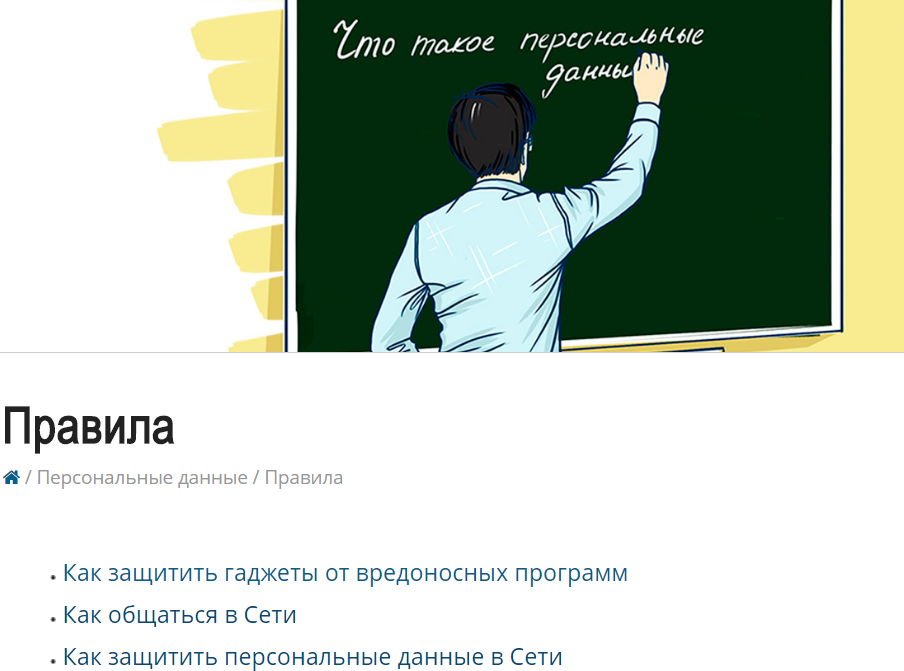 Что такое персональные
данны
Правила
/ Персональные данные / Правила
Как защитить гаджеты от вредоносных программ
Как общаться в Сети
Как защитить персональные данные в Сети